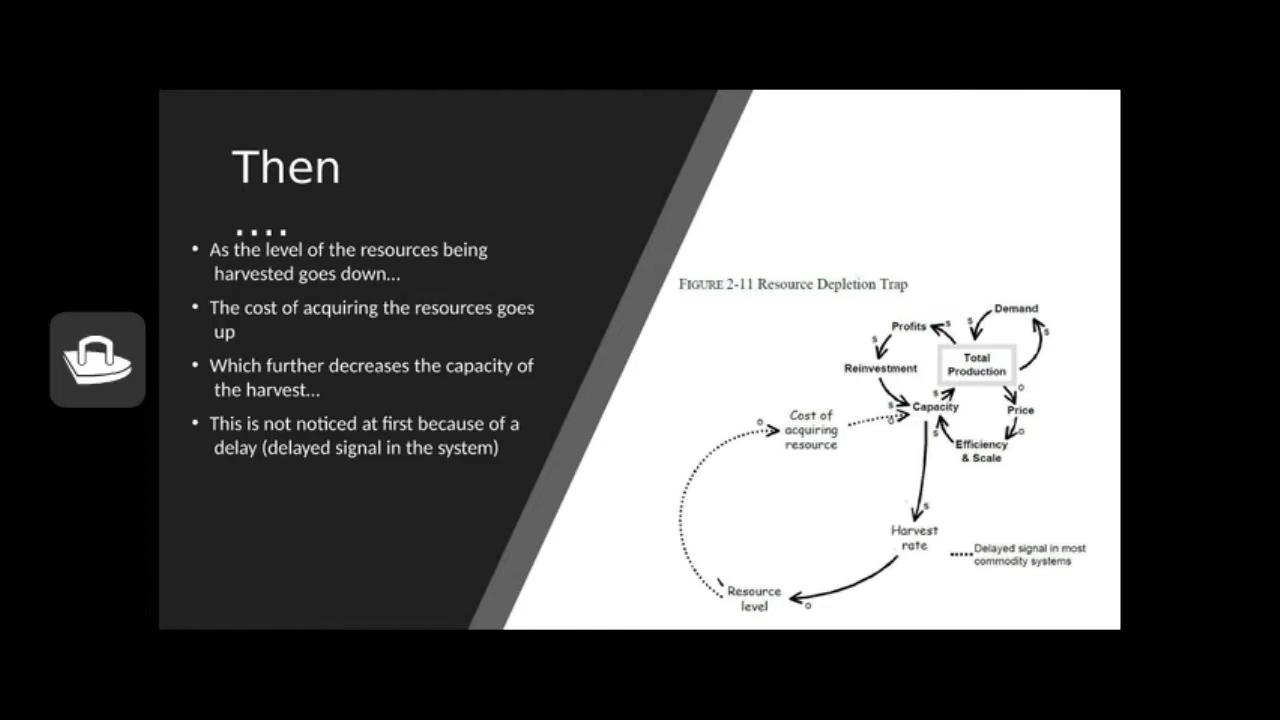 Then
....
• As the level of the resources being
harvested goes down...
• The cost of acquiring the resources goes
up
• Which further decreases the capacity of
the harvest...
• This is not noticed at first because of a
delay (delayed signal in the system)
FIGURE 2-11 Resource Depletion Trap
Demand
s
s
Profits
s
s
Total
Production
s
Reinvestment
o
s
s
Capacity
Price
Cost of
acquiring
resource
o
o
o
s
Efficiency
& Scale
s
Harvest
rate
Delayed signal in most
commodity systems
Resource
level
o